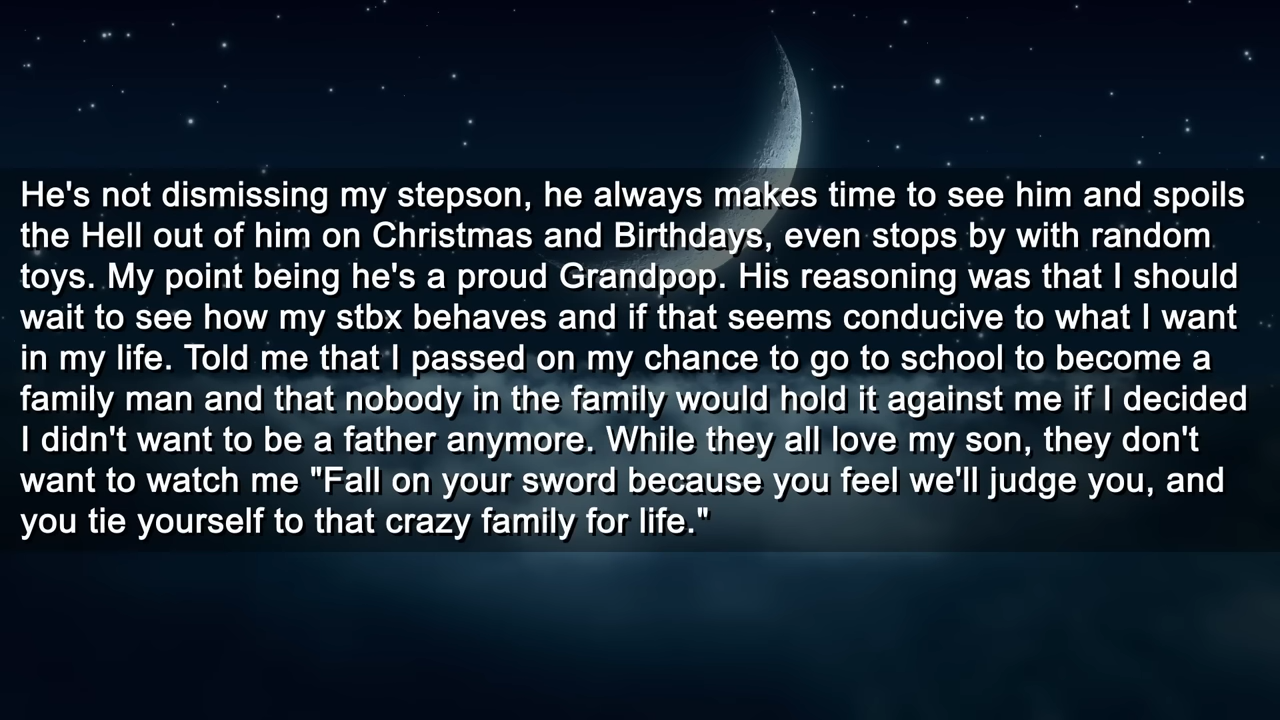 He's not dismissing my stepson, he always makes time to see him and spoils
the Hell out of him on Christmas and Birthdays, even stops by with random
toys. My point being he's a proud Grandpop. His reasoning was that I should
wait to see how my stbx behaves and if that seems conducive to what I want
in my life. Told me that I passed on my chance to go to school to become a
family man and that nobody in the family would hold it against me if I decided
I didn't want to be a father anymore. While they all love my son, they don't
want to watch me "Fall on your sword because you feel we'll judge you, and
you tie yourself to that crazy family for life."